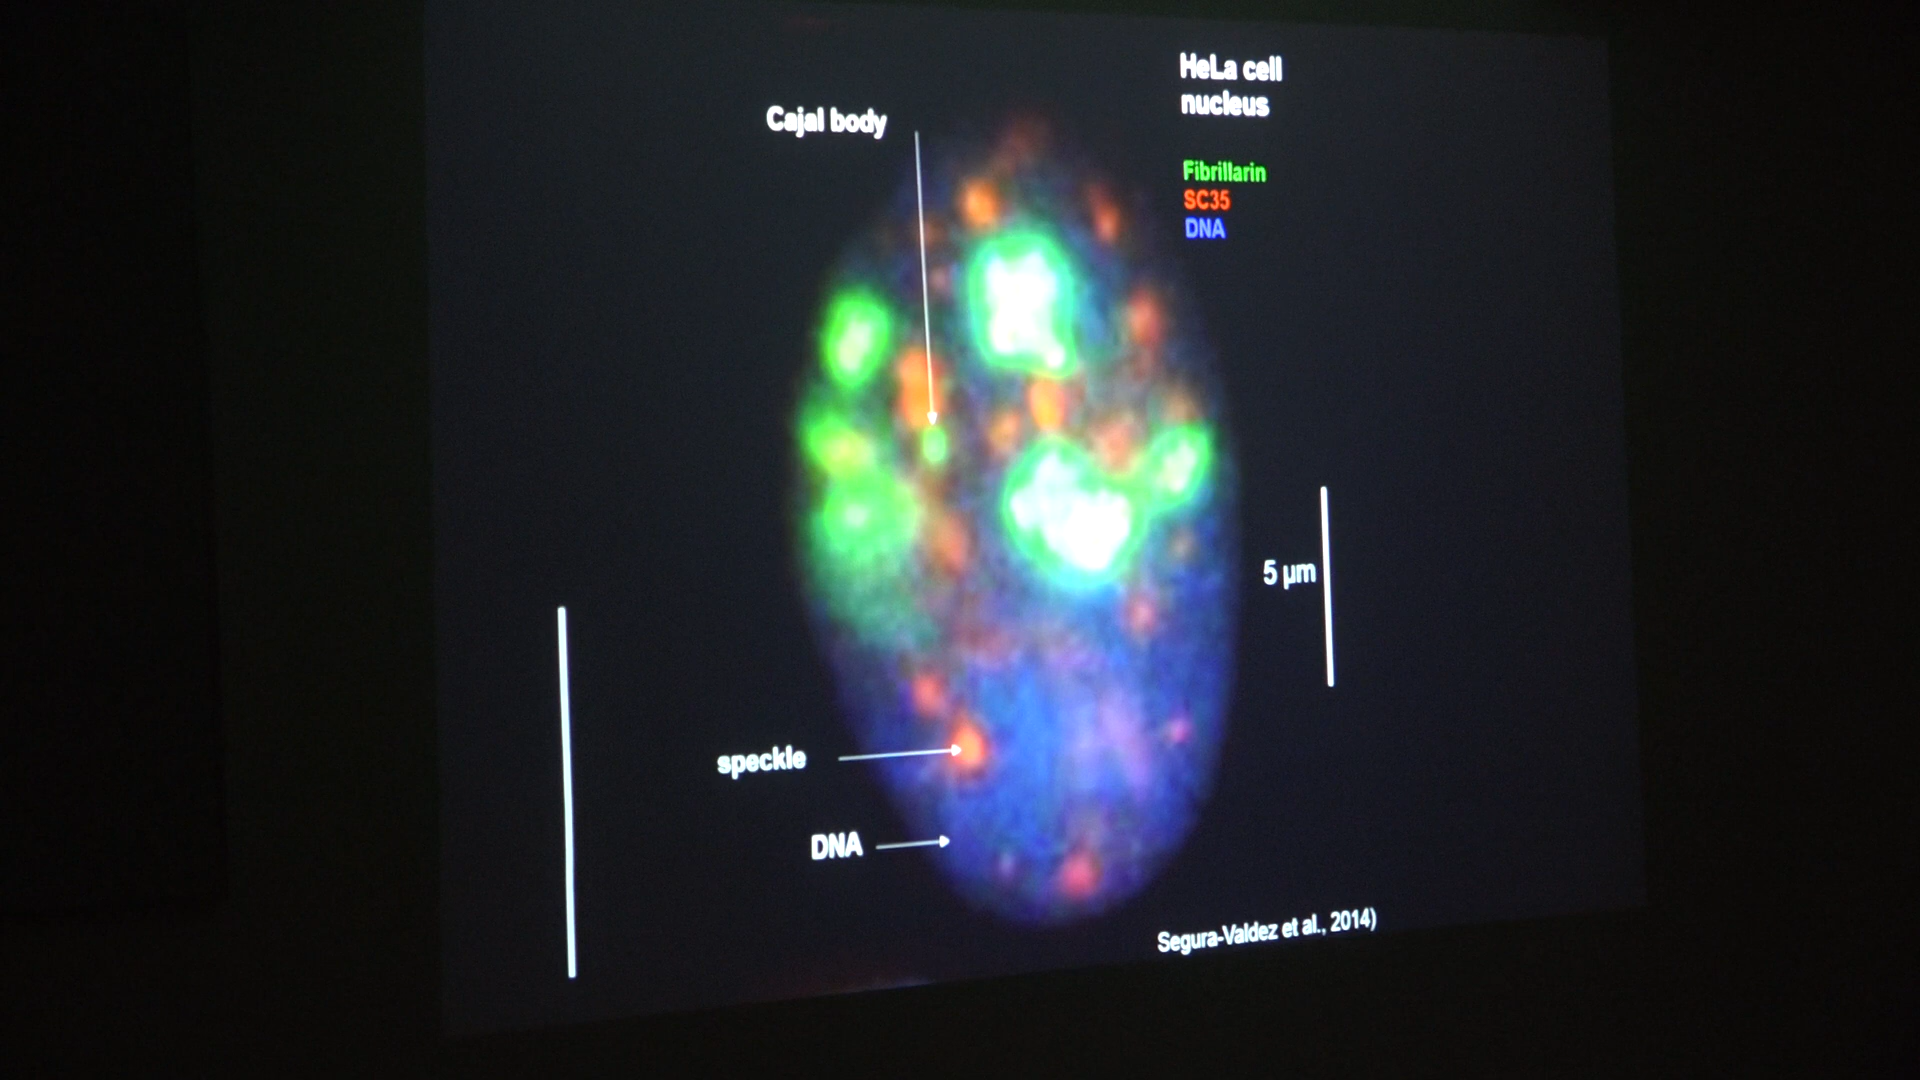 HeLa cell
nucleus
Cajal body
Fibrillarin
SC35
DNA
5 µm
speckle
DNA
Segura-Valdez et al., 2014)